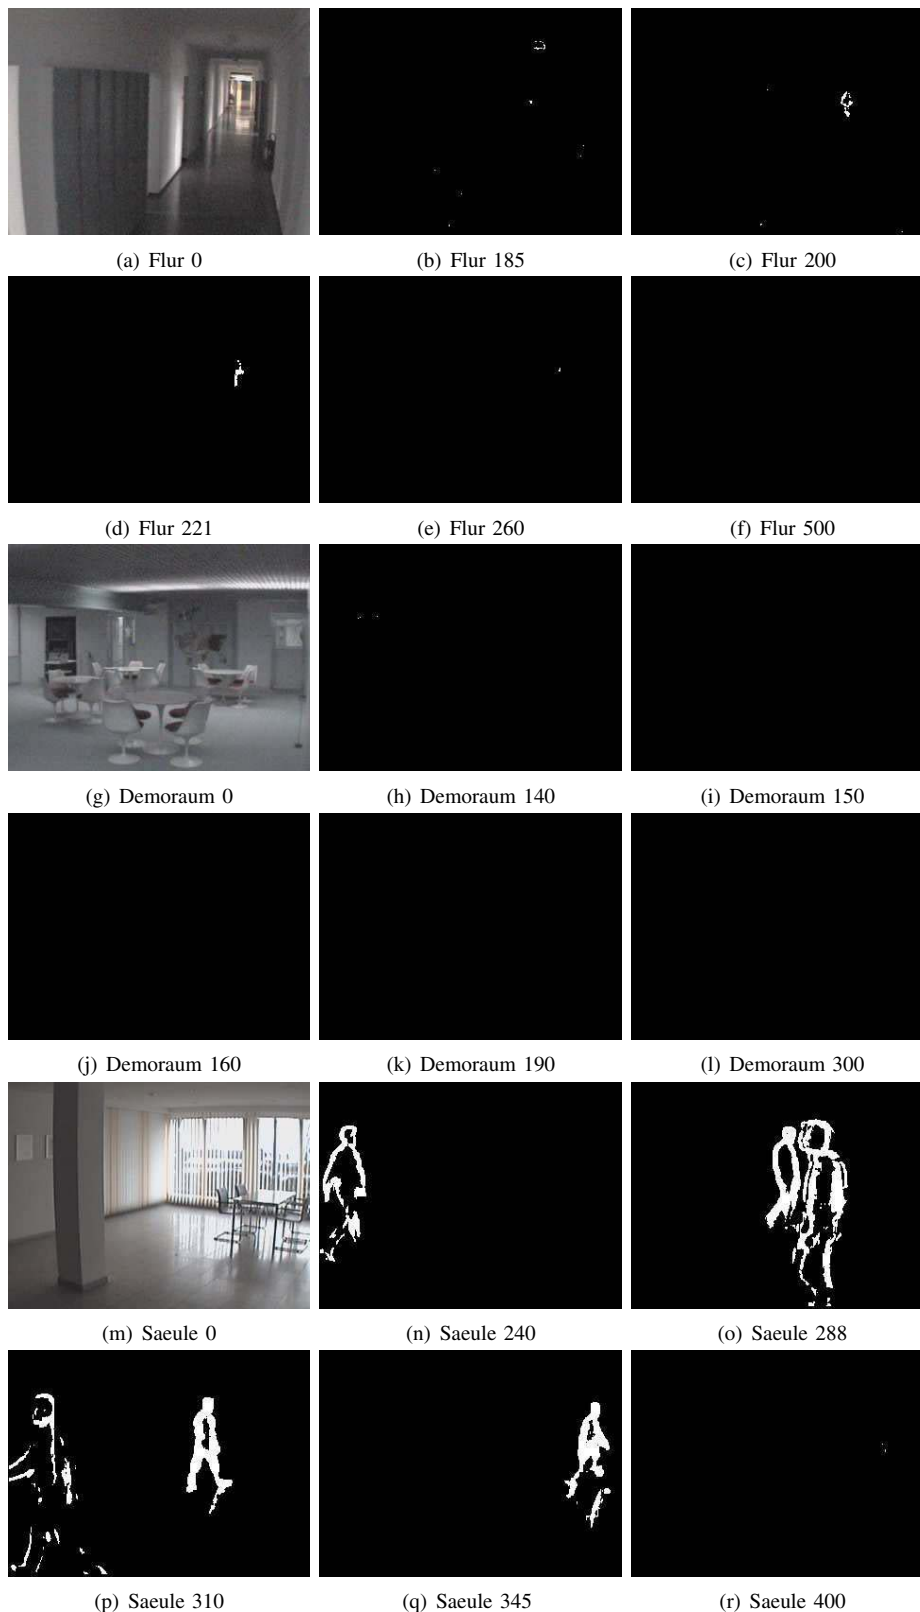 (a) Flur 0
(b) Flur 185
(c) Flur 200
(d) Flur 221
(e) Flur 260
(f) Flur 500
(g) Demoraum 0
(h) Demoraum 140
(i) Demoraum 150
(j) Demoraum 160
(k) Demoraum 190
(l) Demoraum 300
(m) Saeule 0
(n) Saeule 240
(o) Saeule 288
(p) Saeule 310
(q) Saeule 345
(r) Saeule 400